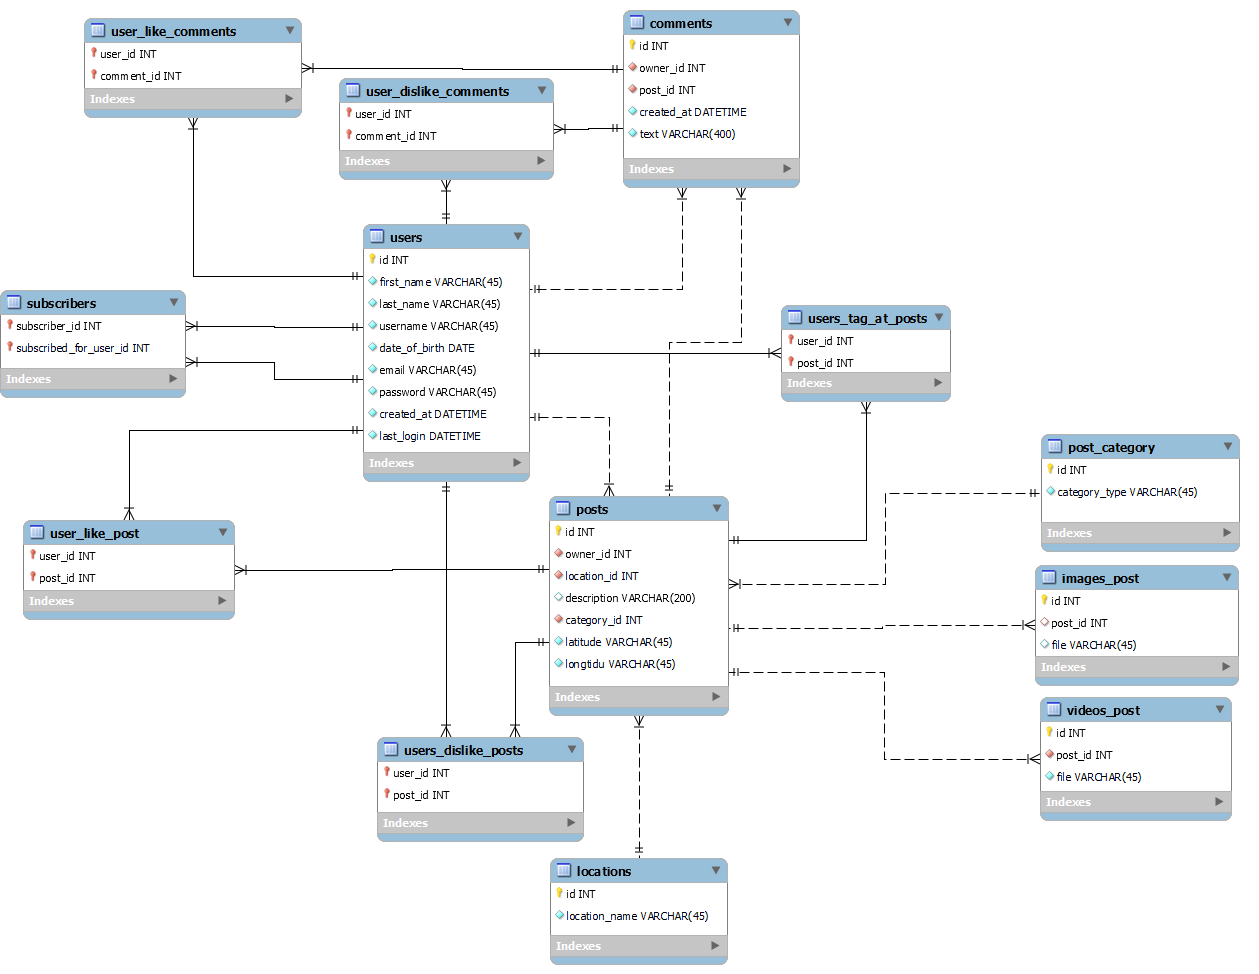 user_like_comments
user_id INT
comment_id INT
Indexes
comments
id INT
owner_id INT
post_id INT
created_at DATETIME
text VARCHAR(400)
Indexes
user_dislike_comments
user_id INT
comment_id INT
Indexes
users
id INT
first_name VARCHAR(45)
last_name VARCHAR(45)
username VARCHAR(45)
date_of_birth DATE
email VARCHAR(45)
password VARCHAR(45)
created_at DATETIME
last_login DATETIME
Indexes
subscribers
subscriber_id INT
subscribed_for_user_id INT
Indexes
users_tag_at_posts
user_id INT
post_id INT
Indexes
post_category
id INT
category_type VARCHAR(45)
Indexes
user_like_post
user_id INT
post_id INT
Indexes
posts
id INT
owner_id INT
location_id INT
description VARCHAR(200)
category_id INT
latitude VARCHAR(45)
longtidu VARCHAR(45)
Indexes
images_post
id INT
post_id INT
file VARCHAR(45)
Indexes
videos_post
id INT
post_id INT
file VARCHAR(45)
Indexes
users_dislike_posts
user_id INT
post_id INT
Indexes
locations
id INT
location_name VARCHAR(45)
Indexes